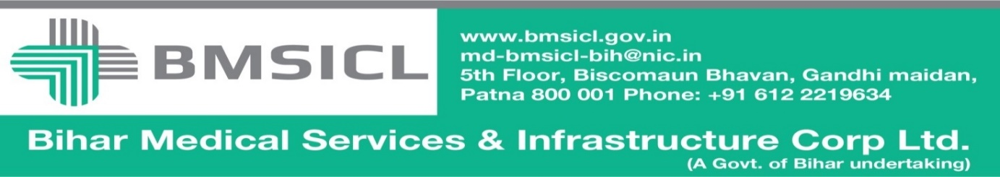 BMSICL
www.bmsicl.gov.in
md-bmsicl-bih@nic.in
5th Floor, Biscomaun Bhavan, Gandhi maidan,
Patna 800 001 Phone: +91 612 2219634
Bihar Medical Services & Infrastructure Corp Ltd.
(A Govt. of Bihar undertaking)